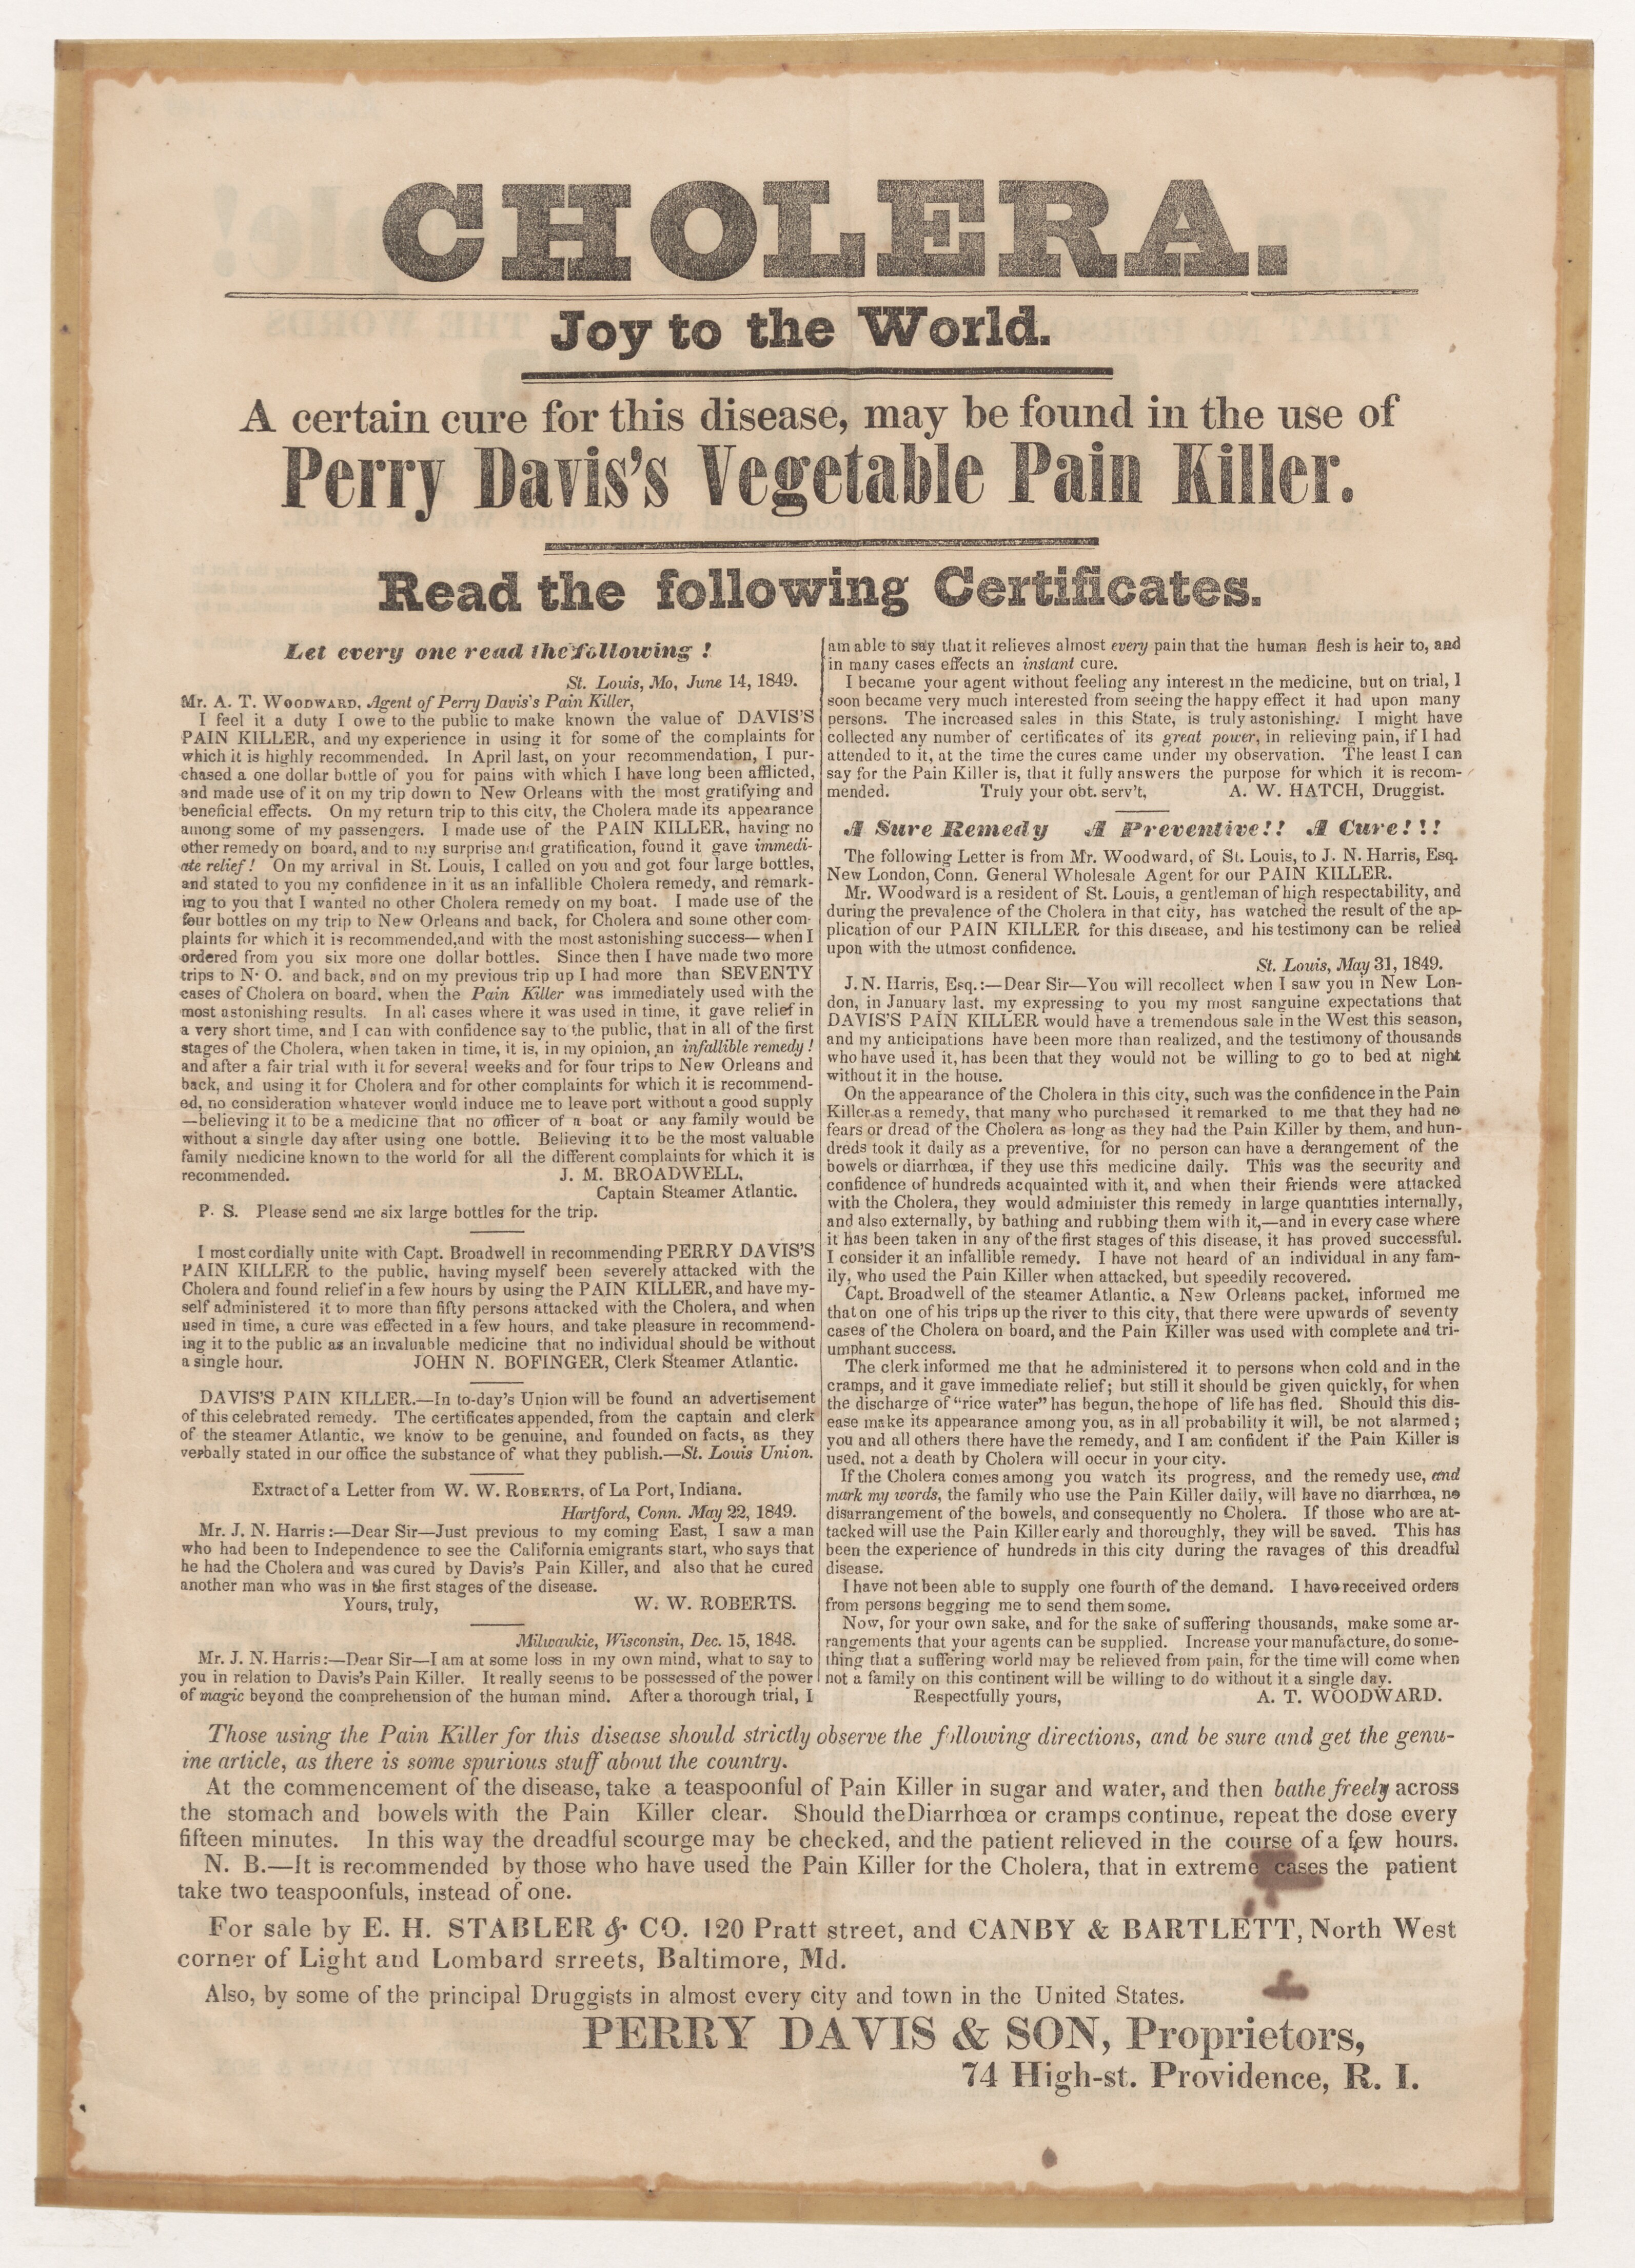 CHOLERA.
Joy to the World.
A certain cure for this disease, may be found in the use of
Perry Davis's Vegetable Pain Killer.
Read the following Certificates.
Let every one read the following !
St. Louis, Mo, June 14, 1849.
Mr. A. T. WOODWARD, Agent of Perry Davis's Pain Killer,
I feel it a duty I owe to the public to make known the value of DAVIS'S
PAIN KILLER, and my experience in using it for some of the complaints for
which it is highly recommended. In April last, on your recommendation, I pur-
chased a one dollar bottle of you for pains with which I have long been afflicted,
and made use of it on my trip down to New Orleans with the most gratifying and
beneficial effects. On my return trip to this city, the Cholera made its appearance
among some of my passengers. I made use of the PAIN KILLER, having no
other remedy on board, and to my surprise and gratification, found it gave immedi-
ate relief! On my arrival in St. Louis, I called on you and got four large bottles,
and stated to you my confidence in it as an infallible Cholera remedy, and remark-
ing to you that I wanted no other Cholera remedy on my boat. I made use of the
four bottles on my trip to New Orleans and back, for Cholera and some other com-
plaints for which it is recommended,and with the most astonishing success—when I
ordered from you six more one dollar bottles. Since then I have made two more
trips to N. O. and back, and on my previous trip up I had more than SEVENTY
cases of Cholera on board. when the Pain Killer was immediately used with the
most astonishing results. In all cases where it was used in time, it gave relief in
a very short time, and I can with confidence say to the public, that in all of the first
stages of the Cholera, when taken in time, it is, in my opinion, an infallible remedy!
and after a fair trial with it for several weeks and for four trips to New Orleans and
back, and using it for Cholera and for other complaints for which it is recommend-
ed, no consideration whatever would induce me to leave port without a good supply
—believing it to be a medicine that no officer of a boat or any family would be
without a single day after using one bottle. Believing it to be the most valuable
family medicine known to the world for all the different complaints for which it is
recommended. J. M. BROADWELL,
Captain Steamer Atlantic.
P. S. Please send me six large bottles for the trip.
I most cordially unite with Capt. Broadwell in recommending PERRY DAVIS'S
PAIN KILLER to the public, having myself been severely attacked with the
Cholera and found relief in a few hours by using the PAIN KILLER, and have my-
self administered it to more than fifty persons attacked with the Cholera, and when
used in time, a cure was effected in a few hours, and take pleasure in recommend-
ing it to the public as an invaluable medicine that no individual should be without
a single hour. JOHN N. BOFINGER, Clerk Steamer Atlantic.
DAVIS'S PAIN KILLER.—In to-day's Union will be found an advertisement
of this celebrated remedy. The certificates appended, from the captain and clerk
of the steamer Atlantic, we know to be genuine, and founded on facts, as they
verbally stated in our office the substance of what they publish.—St. Louis Union.
Extract of a Letter from W. W. ROBERTS, of La Port, Indiana.
Hartford, Conn. May 22, 1849.
Mr. J. N. Harris :—Dear Sir—Just previous to my coming East, I saw a man
who had been to Independence to see the California emigrants start, who says that
he had the Cholera and was cured by Davis's Pain Killer, and also that he cured
another man who was in the first stages of the disease.
Yours, truly, W. W. ROBERTS.
Milwaukie, Wisconsin, Dec. 15, 1848.
Mr. J. N. Harris:—Dear Sir—I am at some loss in my own mind, what to say to
you in relation to Davis's Pain Killer. It really seems to be possessed of the power
of magic beyond the comprehension of the human mind. After a thorough trial, I
am able to say that it relieves almost every pain that the human flesh is heir to, and
in many cases effects an instant cure.
I became your agent without feeling any interest in the medicine, but on trial, I
soon became very much interested from seeing the happy effect it had upon many
persons. The increased sales in this State, is truly astonishing. I might have
collected any number of certificates of its great power, in relieving pain, if I had
attended to it, at the time the cures came under my observation. The least I can
say for the Pain Killer is, that it fully answers the purpose for which it is recom-
mended. Truly your obt. serv't, A. W. HATCH, Druggist.
A Sure Remedy A Preventive!! A Cure!!!
The following Letter is from Mr. Woodward, of St. Louis, to J. N. Harris, Esq.
New London, Conn. General Wholesale Agent for our PAIN KILLER.
Mr. Woodward is a resident of St. Louis, a gentleman of high respectability, and
during the prevalence of the Cholera in that city, has watched the result of the ap-
plication of our PAIN KILLER for this disease, and his testimony can be relied
upon with the utmost confidence.
St. Louis, May 31, 1849.
J. N. Harris, Esq.:—Dear Sir—You will recollect when I saw you in New Lon-
don, in January last, my expressing to you my most sanguine expectations that
DAVIS'S PAIN KILLER would have a tremendous sale in the West this season,
and my anticipations have been more than realized, and the testimony of thousands
who have used it, has been that they would not be willing to go to bed at night
without it in the house.
On the appearance of the Cholera in this city, such was the confidence in the Pain
Killer as a remedy, that many who purchased it remarked to me that they had no
fears or dread of the Cholera as long as they had the Pain Killer by them, and hun-
dreds took it daily as a preventive, for no person can have a derangement of the
bowels or diarrhœa, if they use this medicine daily. This was the security and
confidence of hundreds acquainted with it, and when their friends were attacked
with the Cholera, they would administer this remedy in large quantities internally,
and also externally, by bathing and rubbing them with it,—and in every case where
it has been taken in any of the first stages of this disease, it has proved successful.
I consider it an infallible remedy. I have not heard of an individual in any fam-
ily, who used the Pain Killer when attacked, but speedily recovered.
Capt. Broadwell of the steamer Atlantic, a New Orleans packet, informed me
that on one of his trips up the river to this city, that there were upwards of seventy
cases of the Cholera on board, and the Pain Killer was used with complete and tri-
umphant success.
The clerk informed me that he administered it to persons when cold and in the
cramps, and it gave immediate relief; but still it should be given quickly, for when
the discharge of "rice water" has begun, the hope of life has fled. Should this dis-
ease make its appearance among you, as in all probability it will, be not alarmed;
you and all others there have the remedy, and I am confident if the Pain Killer is
used, not a death by Cholera will occur in your city.
If the Cholera comes among you watch its progress, and the remedy use, and
mark my words, the family who use the Pain Killer daily, will have no diarrhœa, no
disarrangement of the bowels, and consequently no Cholera. If those who are at-
tacked will use the Pain Killer early and thoroughly, they will be saved. This has
been the experience of hundreds in this city during the ravages of this dreadful
disease.
I have not been able to supply one fourth of the demand. I have received orders
from persons begging me to send them some.
Now, for your own sake, and for the sake of suffering thousands, make some ar-
rangements that your agents can be supplied. Increase your manufacture, do some-
thing that a suffering world may be relieved from pain, for the time will come when
not a family on this continent will be willing to do without it a single day.
Respectfully yours, A. T. WOODWARD.
Those using the Pain Killer for this disease should strictly observe the following directions, and be sure and get the genu-
ine article, as there is some spurious stuff about the country.
At the commencement of the disease, take a teaspoonful of Pain Killer in sugar and water, and then bathe freely across
the stomach and bowels with the Pain Killer clear. Should the Diarrhœa or cramps continue, repeat the dose every
fifteen minutes. In this way the dreadful scourge may be checked, and the patient relieved in the course of a few hours.
N. B.—It is recommended by those who have used the Pain Killer for the Cholera, that in extreme cases the patient
take two teaspoonfuls, instead of one.
For sale by E. H. STABLER & CO. 120 Pratt street, and CANBY & BARTLETT, North West
corner of Light and Lombard srreets, Baltimore, Md.
Also, by some of the principal Druggists in almost every city and town in the United States.
PERRY DAVIS & SON, Proprietors,
74 High-st. Providence, R. I.